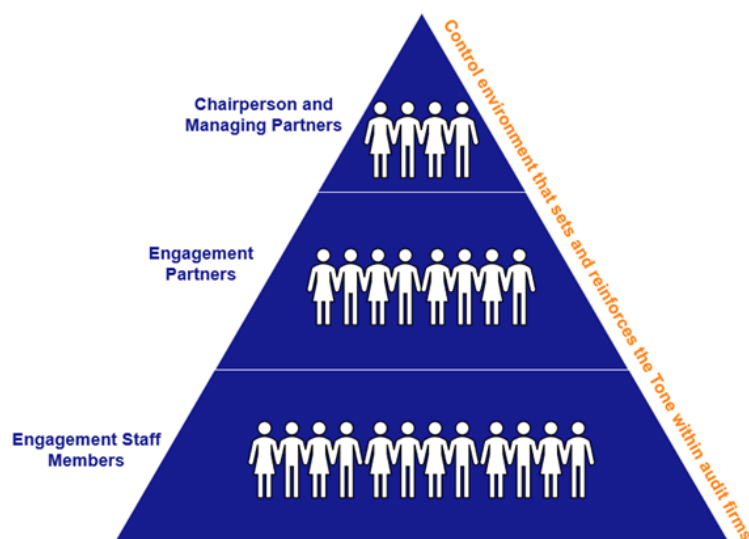 Chairperson and
Managing Partners
Control environment that sets and reinforces the Tone within audit firms
Engagement
Partners
Engagement Staff
Members